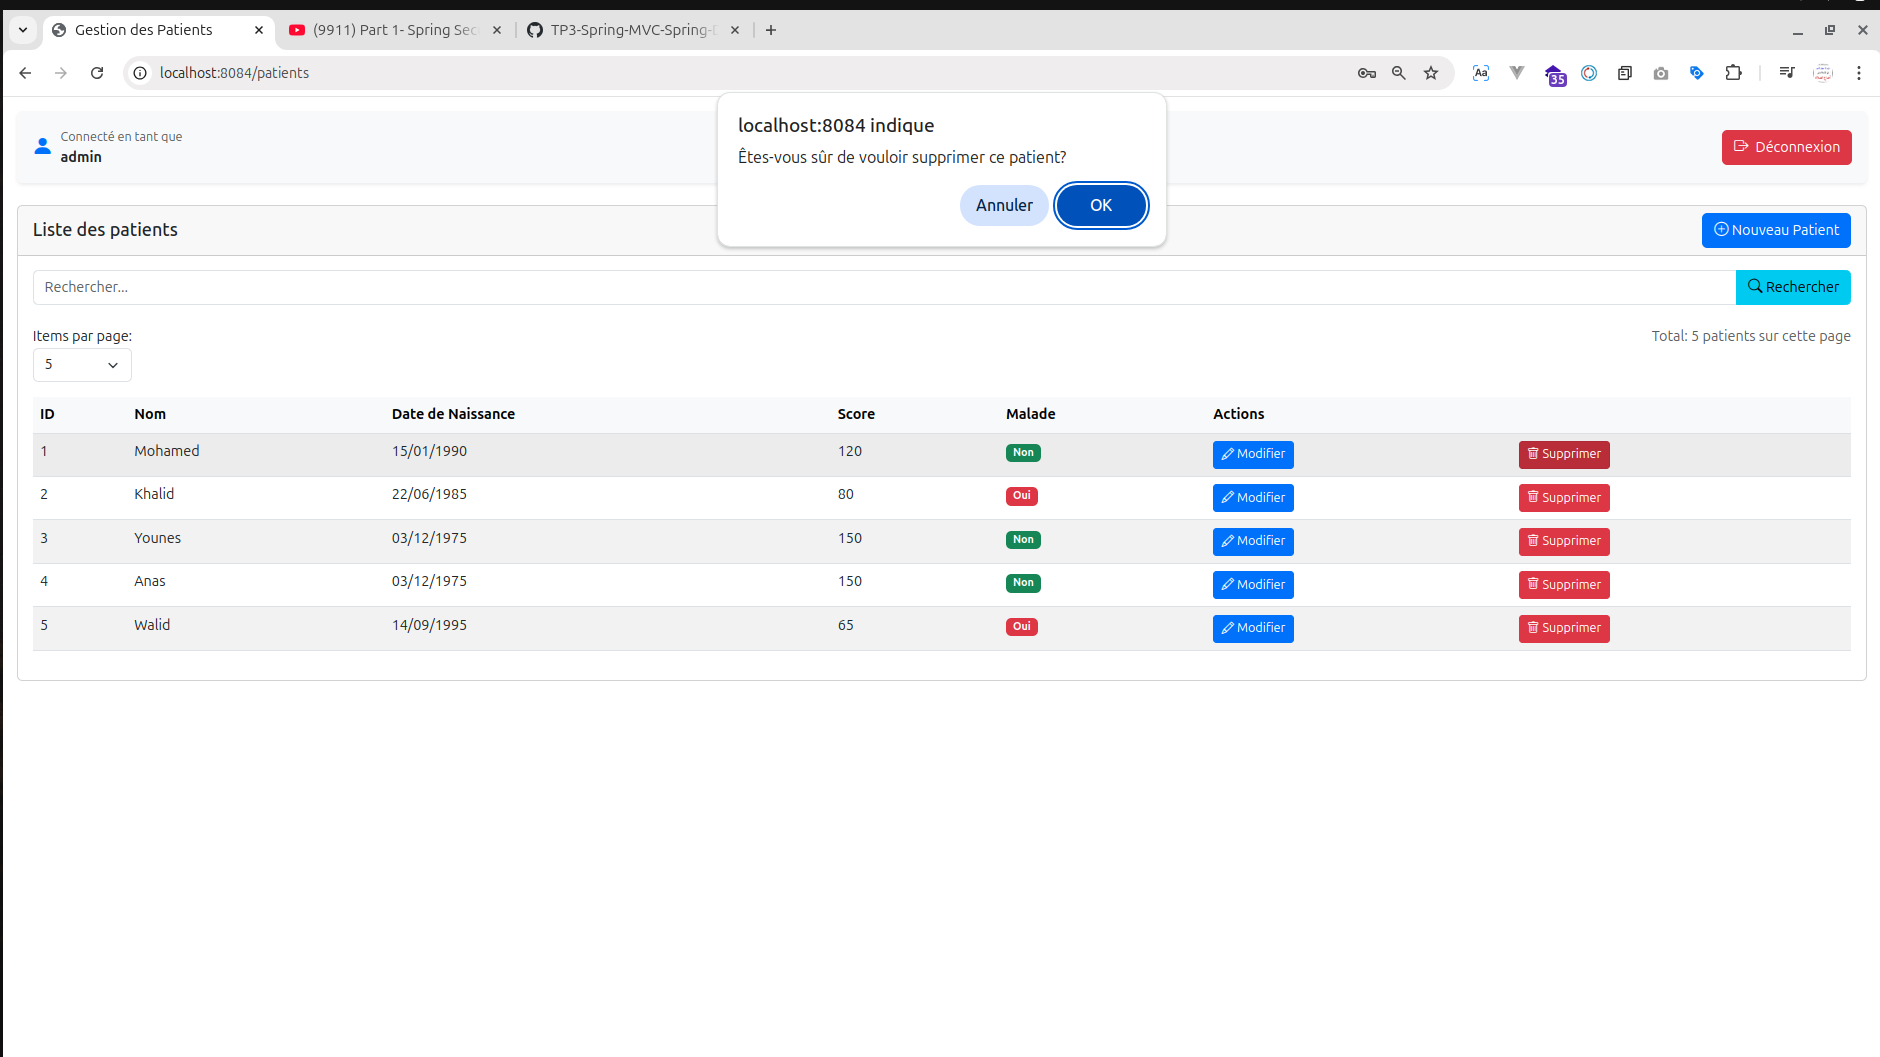 Gestion des Patients
(9911) Part 1- Spring Sec
TP3-Spring-MVC-Spring-
localhost:8084/patients
Aa
35
localhost:8084 indique
Êtes-vous sûr de vouloir supprimer ce patient?
Annuler OK
Connecté en tant que
admin
Déconnexion
Liste des patients
Nouveau Patient
Rechercher...
Rechercher
Items par page:
Total: 5 patients sur cette page
5
ID Nom Date de Naissance Score Malade Actions
1 Mohamed 15/01/1990 120 Non Modifier Supprimer
2 Khalid 22/06/1985 80 Oui Modifier Supprimer
3 Younes 03/12/1975 150 Non Modifier Supprimer
4 Anas 03/12/1975 150 Non Modifier Supprimer
5 Walid 14/09/1995 65 Oui Modifier Supprimer